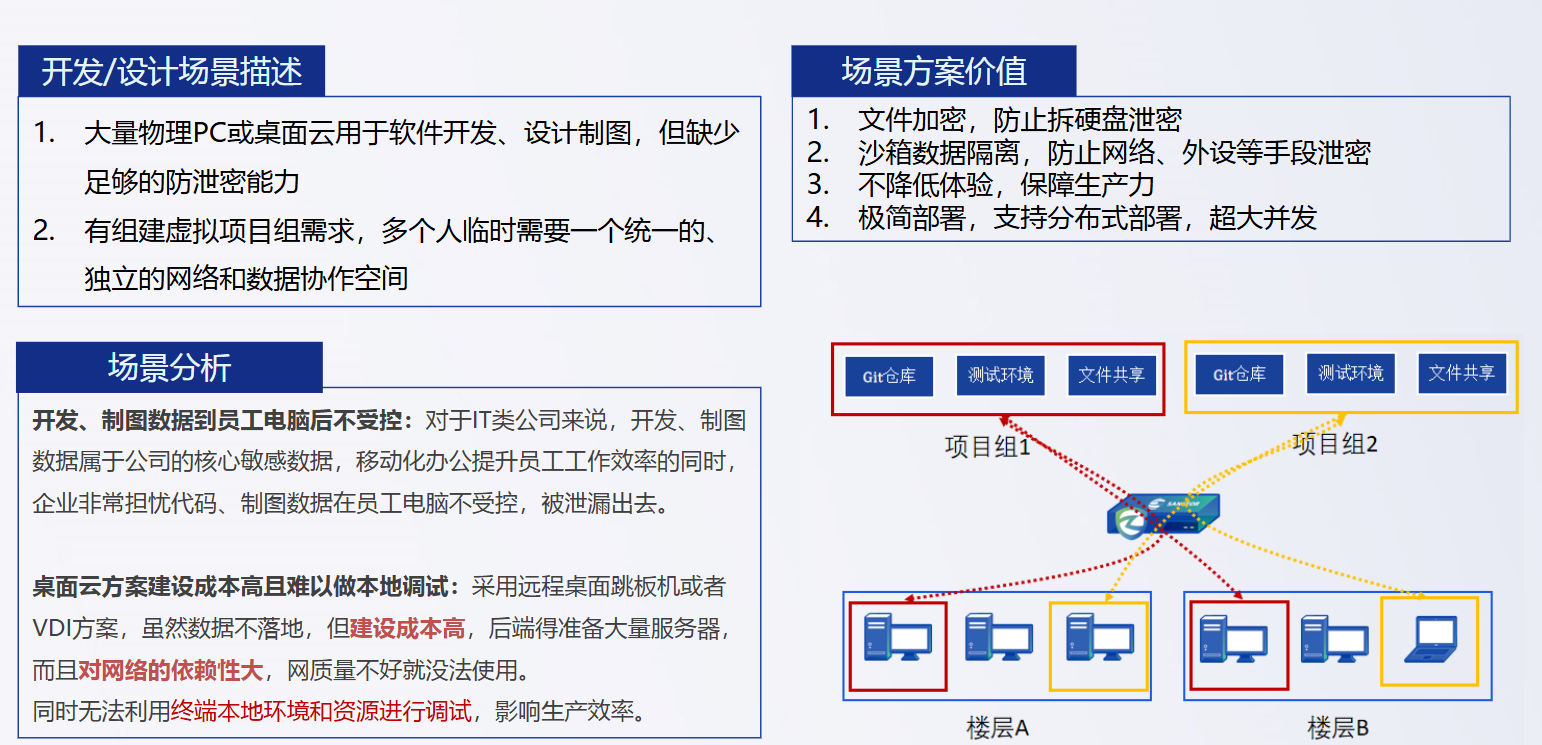 开发/设计场景描述
1. 大量物理PC或桌面云用于软件开发、设计制图，但缺少
足够的防泄密能力
2. 有组建虚拟项目组需求，多个人临时需要一个统一的、
独立的网络和数据协作空间
场景方案价值
1. 文件加密，防止拆硬盘泄密
2. 沙箱数据隔离，防止网络、外设等手段泄密
3. 不降低体验，保障生产力
4. 极简部署，支持分布式部署，超大并发
场景分析
开发、制图数据到员工电脑后不受控：对于IT类公司来说，开发、制图
数据属于公司的核心敏感数据，移动化办公提升员工工作效率的同时，
企业非常担忧代码、制图数据在员工电脑不受控，被泄漏出去。
桌面云方案建设成本高且难以做本地调试：采用远程桌面跳板机或者
VDI方案，虽然数据不落地，但建设成本高，后端得准备大量服务器，
而且对网络的依赖性大，网质量不好就没法使用。
同时无法利用终端本地环境和资源进行调试，影响生产效率。
Git仓库 测试环境 文件共享
项目组1
Git仓库 测试环境 文件共享
项目组2
楼层A
楼层B